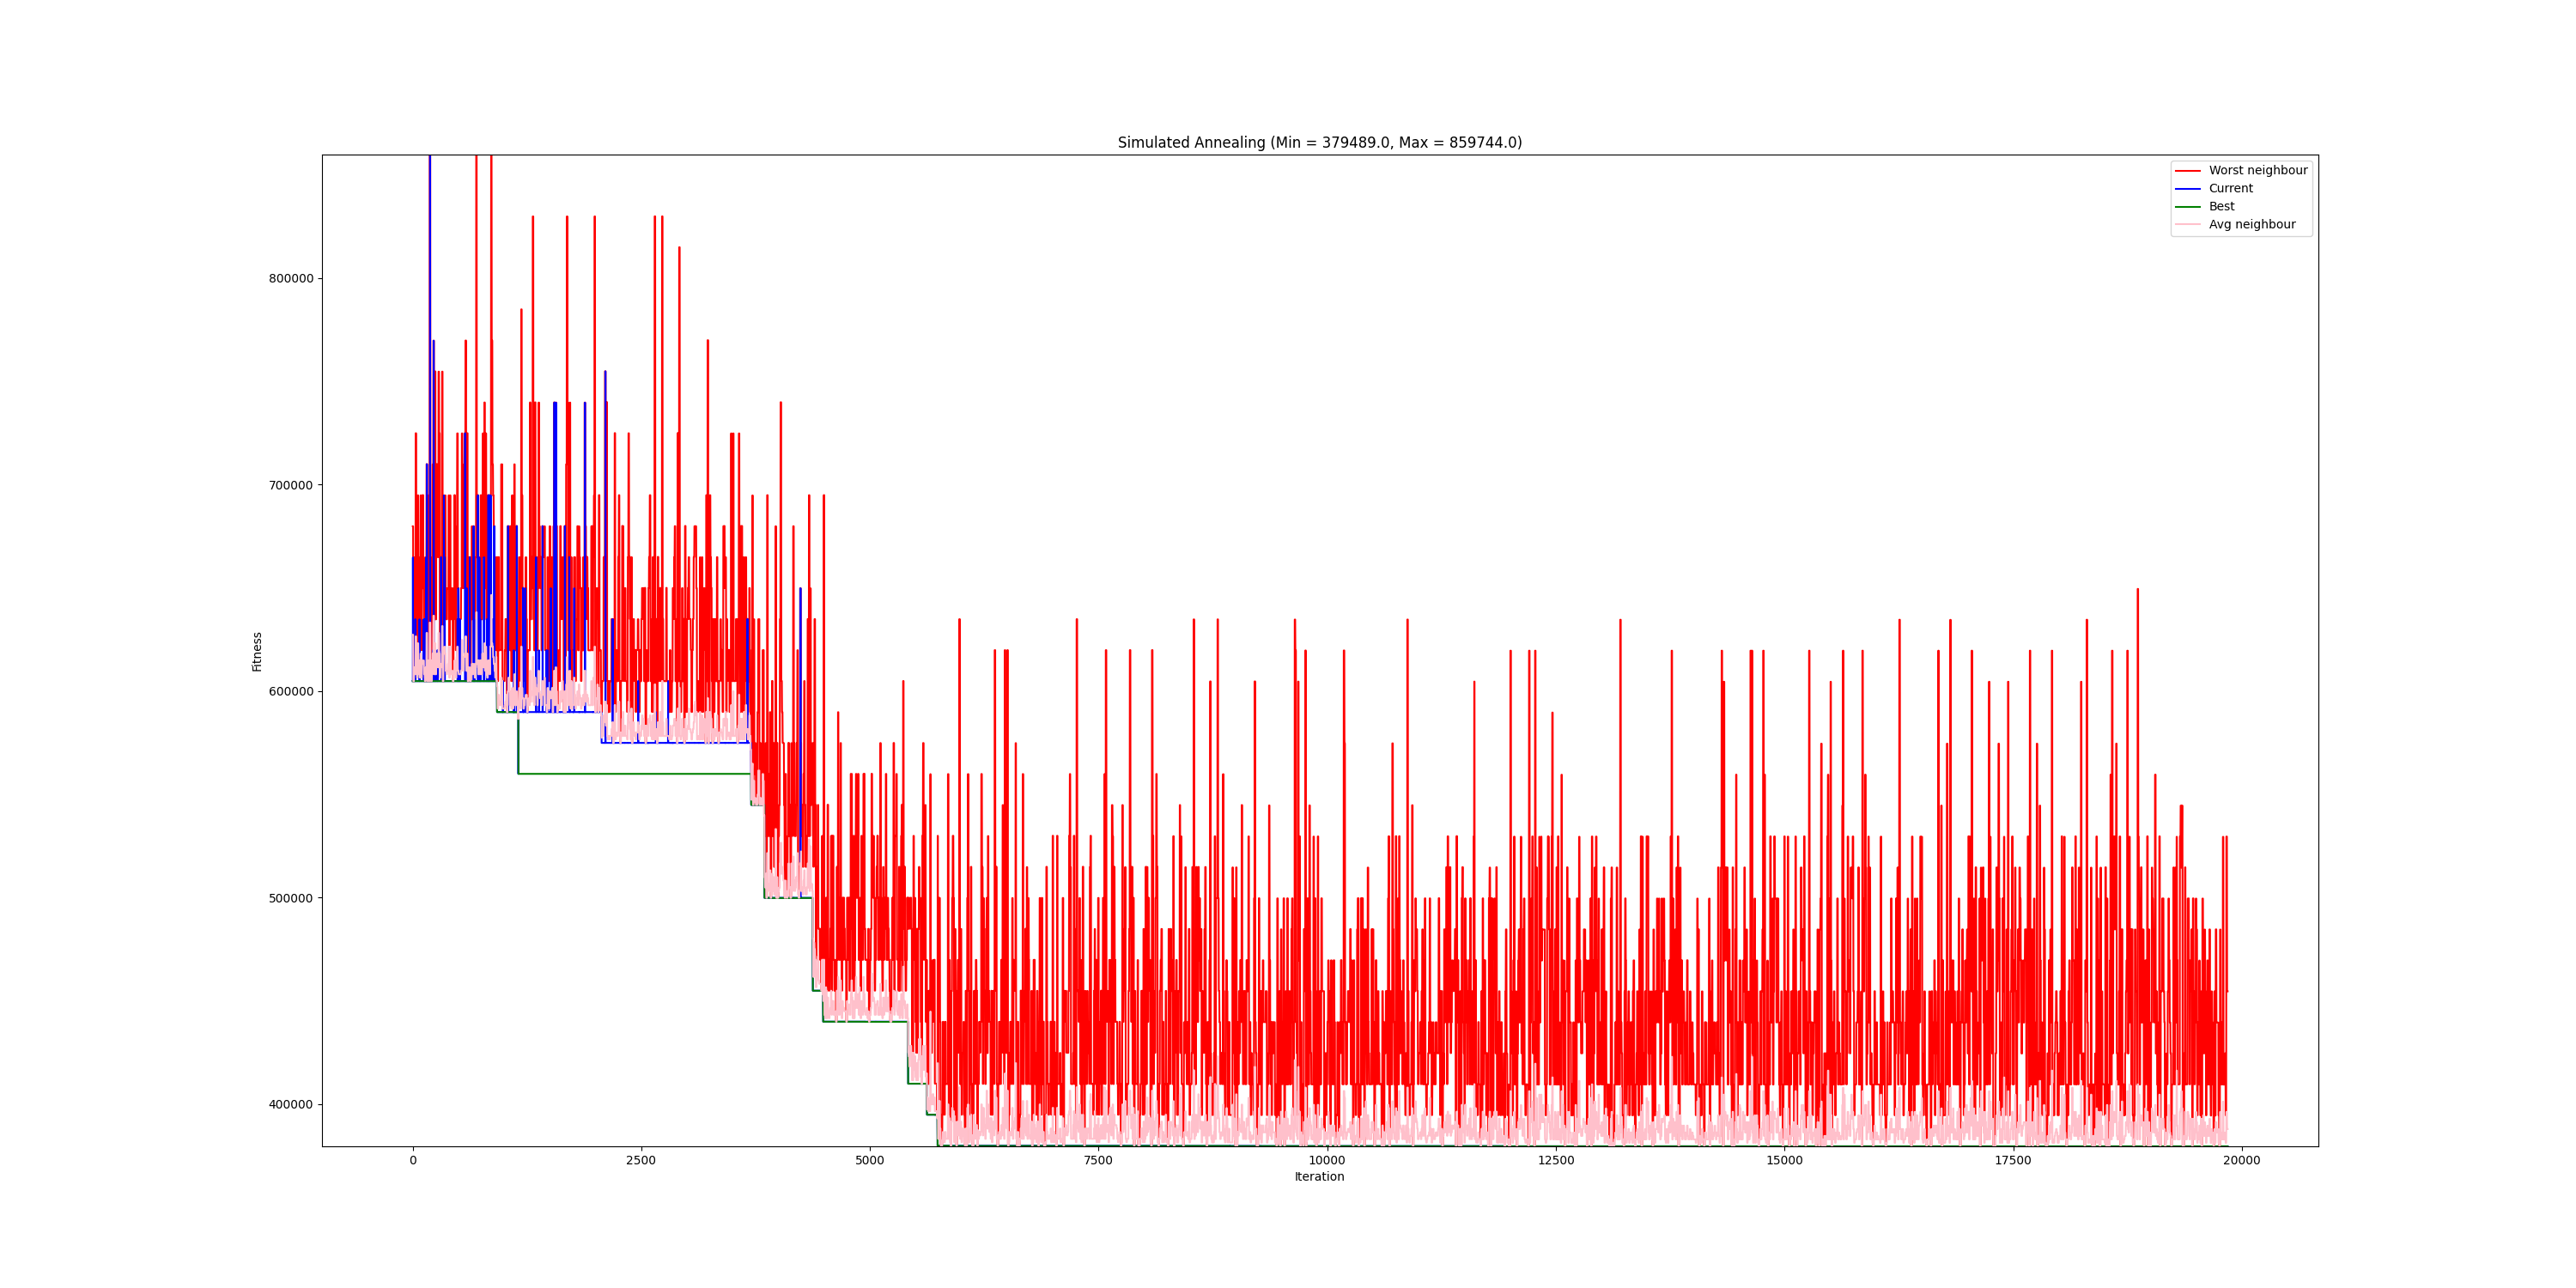 Simulated Annealing (Min = 379489.0, Max = 859744.0)
Worst neighbour
Current
Best
Avg neighbour
800000
700000
600000
500000
400000
Fitness
0 2500 5000 7500 10000 12500 15000 17500 20000
Iteration